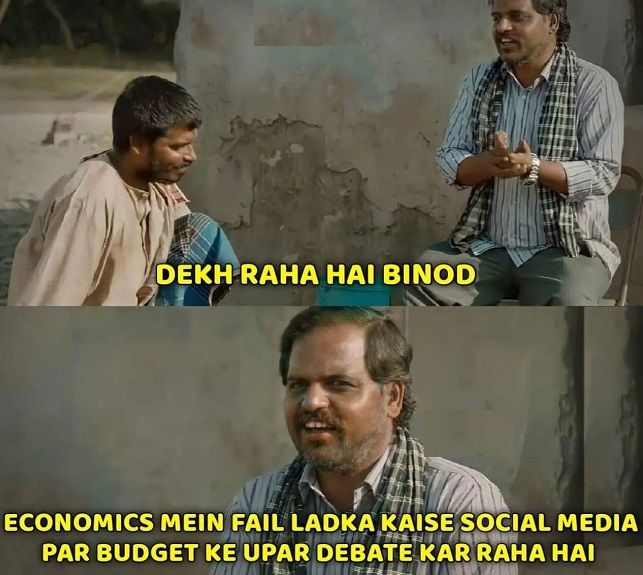 DEKH RAHA HAI BINOD
ECONOMICS MEIN FAIL LADKA KAISE SOCIAL MEDIA
PAR BUDGET KE UPAR DEBATE KAR RAHA HAI